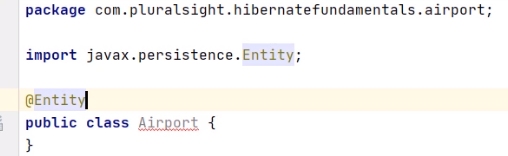 package com.pluralsight.hibernatefundamentals.airport;
import javax.persistence.Entity;
@Entity
public class Airport {
}